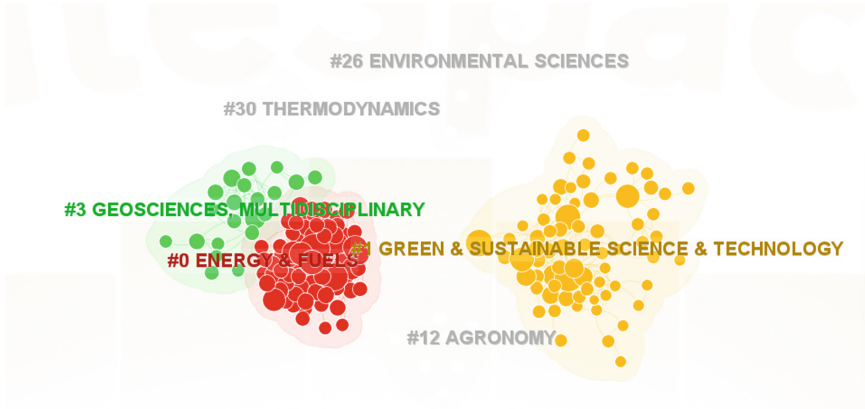 #26 ENVIRONMENTAL SCIENCES
#30 THERMODYNAMICS
#3 GEOSCIENCES, MULTIDISCIPLINARY
#1 GREEN & SUSTAINABLE SCIENCE & TECHNOLOGY
#0 ENERGY & FUELS
#12 AGRONOMY